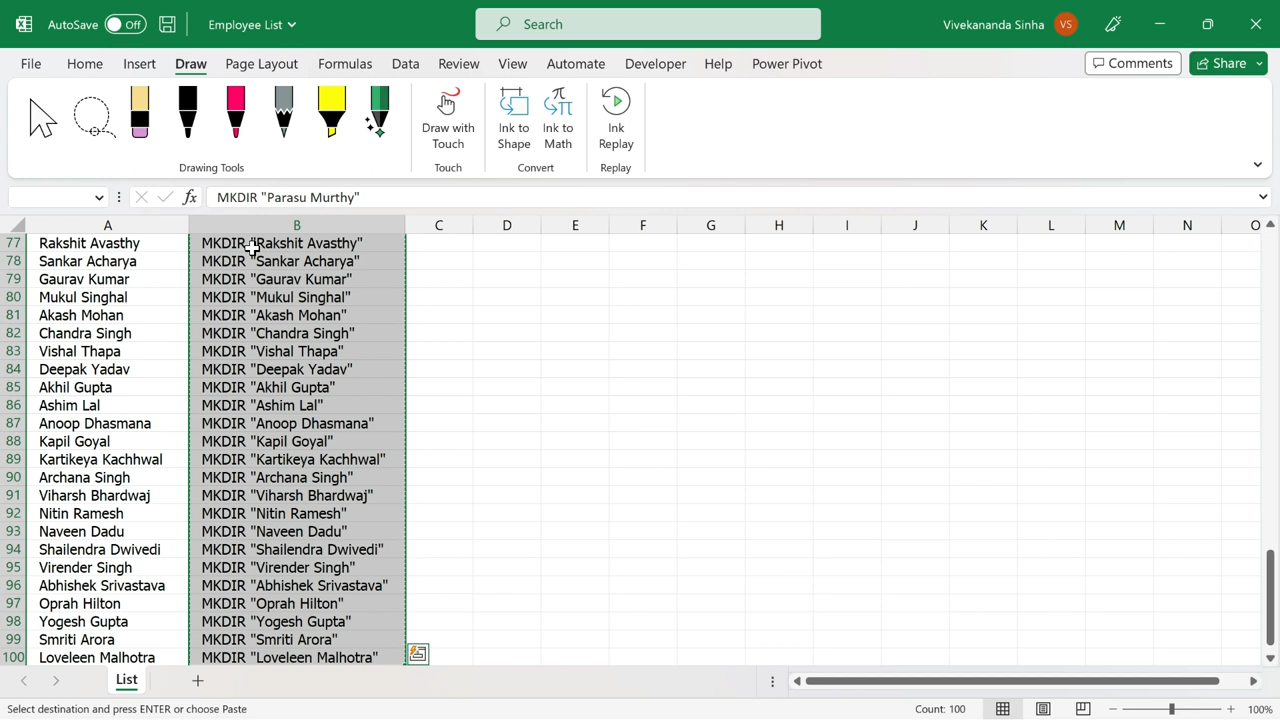 AutoSave Off Employee List Search Vivekananda Sinha VS
File Home Insert Draw Page Layout Formulas Data Review View Automate Developer Help Power Pivot Comments Share
Draw with Touch
Ink to Shape
Ink to Math
Ink Replay
Drawing Tools Touch Convert Replay
fx MKDIR "Parasu Murthy"
A B C D E F G H I J K L M N O
77 Rakshit Avasthy MKDIR "Rakshit Avasthy"
78 Sankar Acharya MKDIR "Sankar Acharya"
79 Gaurav Kumar MKDIR "Gaurav Kumar"
80 Mukul Singhal MKDIR "Mukul Singhal"
81 Akash Mohan MKDIR "Akash Mohan"
82 Chandra Singh MKDIR "Chandra Singh"
83 Vishal Thapa MKDIR "Vishal Thapa"
84 Deepak Yadav MKDIR "Deepak Yadav"
85 Akhil Gupta MKDIR "Akhil Gupta"
86 Ashim Lal MKDIR "Ashim Lal"
87 Anoop Dhasmana MKDIR "Anoop Dhasmana"
88 Kapil Goyal MKDIR "Kapil Goyal"
89 Kartikeya Kachhwal MKDIR "Kartikeya Kachhwal"
90 Archana Singh MKDIR "Archana Singh"
91 Viharsh Bhardwaj MKDIR "Viharsh Bhardwaj"
92 Nitin Ramesh MKDIR "Nitin Ramesh"
93 Naveen Dadu MKDIR "Naveen Dadu"
94 Shailendra Dwivedi MKDIR "Shailendra Dwivedi"
95 Virender Singh MKDIR "Virender Singh"
96 Abhishek Srivastava MKDIR "Abhishek Srivastava"
97 Oprah Hilton MKDIR "Oprah Hilton"
98 Yogesh Gupta MKDIR "Yogesh Gupta"
99 Smriti Arora MKDIR "Smriti Arora"
100 Loveleen Malhotra MKDIR "Loveleen Malhotra"
List
Select destination and press ENTER or choose Paste Count: 100 100%